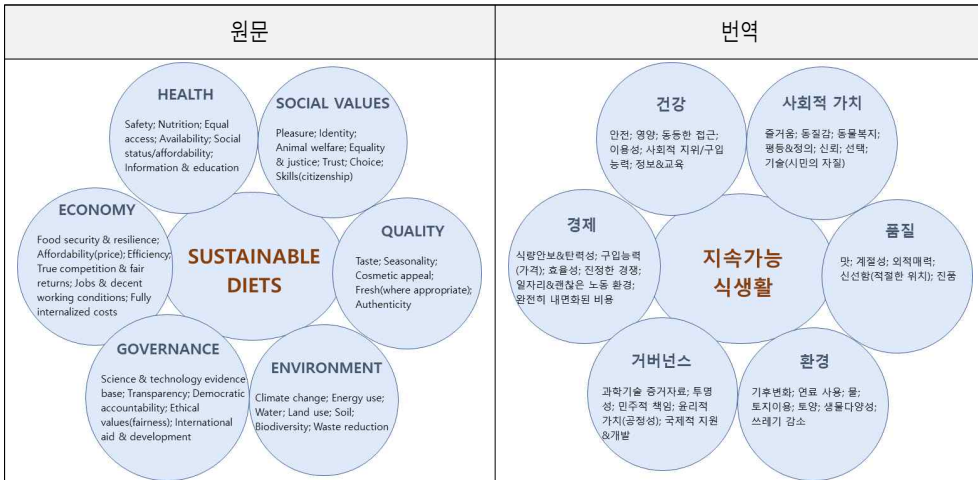 원문
HEALTH
Safety; Nutrition; Equal
access; Availability; Social
status/affordability;
Information & education
SOCIAL VALUES
Pleasure; Identity;
Animal welfare; Equality
& justice; Trust; Choice;
Skills(citizenship)
ECONOMY
Food security & resilience;
Affordability(price); Efficiency;
True competition & fair
returns; Jobs & decent
working conditions; Fully
internalized costs
SUSTAINABLE
DIETS
QUALITY
Taste; Seasonality;
Cosmetic appeal;
Fresh(where appropriate);
Authenticity
GOVERNANCE
Science & technology evidence
base; Transparency; Democratic
accountability; Ethical
values(fairness); International
aid & development
ENVIRONMENT
Climate change; Energy use;
Water; Land use; Soil;
Biodiversity; Waste reduction
번역
건강
안전; 영양; 동등한 접근;
이용성; 사회적 지위/구입
능력; 정보&교육
사회적 가치
즐거움; 동질감; 동물복지;
평등&정의; 신뢰; 선택;
기술(시민의 자질)
경제
식량안보&탄력성; 구입능력
(가격); 효율성; 진정한 경쟁;
일자리&괜찮은 노동 환경;
완전히 내면화된 비용
지속가능
식생활
품질
맛; 계절성; 외적매력;
신선함(적절한 위치); 진품
거버넌스
과학기술 증거자료; 투명
성; 민주적 책임; 윤리적
가치(공정성); 국제적 지원
&개발
환경
기후변화; 연료 사용; 물;
토지이용; 토양; 생물다양성;
쓰레기 감소